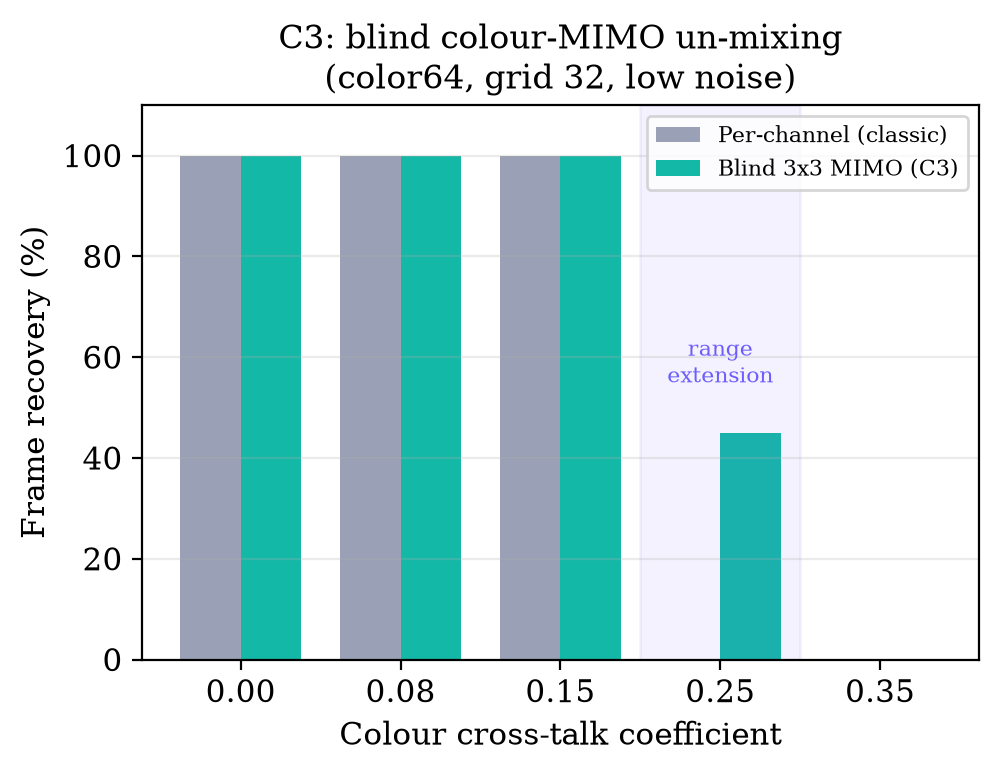 C3: blind colour-MIMO un-mixing
(color64, grid 32, low noise)
Per-channel (classic)
Blind 3x3 MIMO (C3)
Frame recovery (%)
100
80
60
40
20
0
range
extension
0.00 0.08 0.15 0.25 0.35
Colour cross-talk coefficient